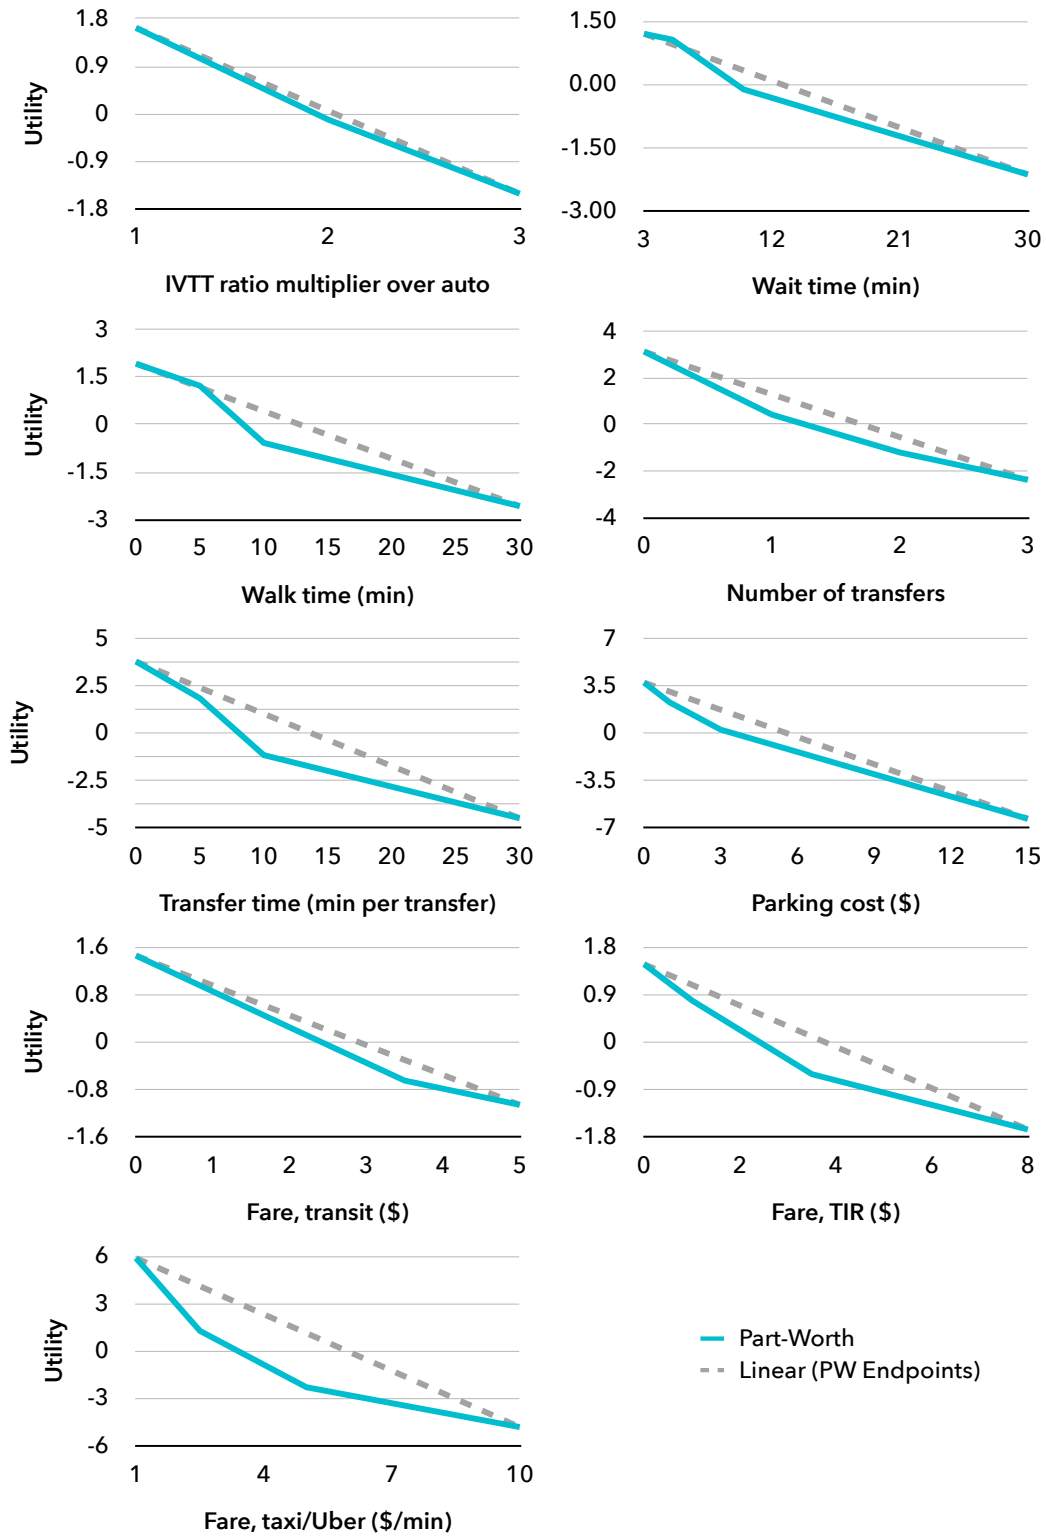 1.8
0.9
0
-0.9
-1.8
Utility
1 2 3
IVTT ratio multiplier over auto
1.50
0.00
-1.50
-3.00
3 12 21 30
Wait time (min)
3
1.5
0
-1.5
-3
Utility
0 5 10 15 20 25 30
Walk time (min)
4
2
0
-2
-4
0 1 2 3
Number of transfers
5
2.5
0
-2.5
-5
Utility
0 5 10 15 20 25 30
Transfer time (min per transfer)
7
3.5
0
-3.5
-7
0 3 6 9 12 15
Parking cost ($)
1.6
0.8
0
-0.8
-1.6
Utility
0 1 2 3 4 5
Fare, transit ($)
1.8
0.9
0
-0.9
-1.8
0 2 4 6 8
Fare, TIR ($)
6
3
0
-3
-6
Utility
1 4 7 10
Fare, taxi/Uber ($/min)
Part-Worth
Linear (PW Endpoints)